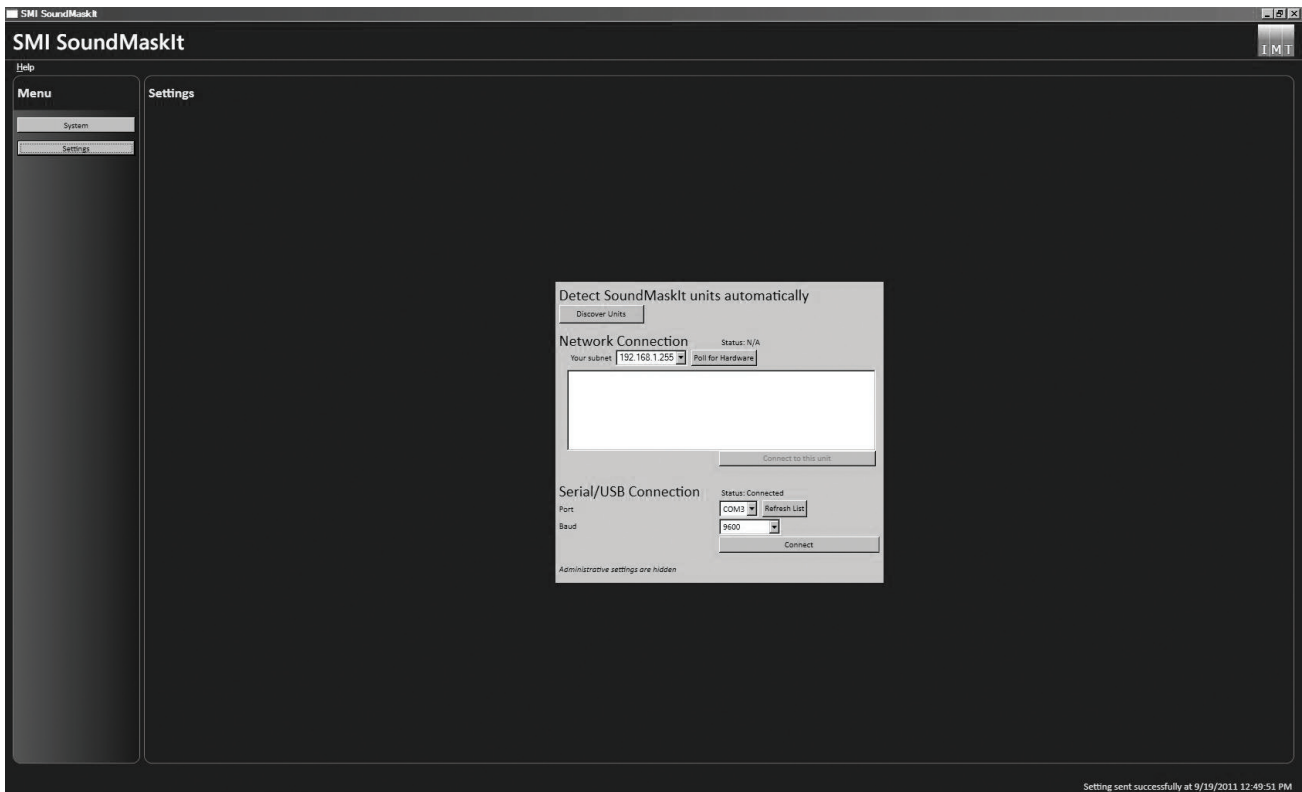 SMI SoundMaskIt
SMI SoundMaskIt
IMT
Help
Menu
Settings
System
Settings
Detect SoundMaskIt units automatically
Discover Units
Network Connection Status: N/A
Your subnet 192.168.1.255 Poll for Hardware
Connect to this unit
Serial/USB Connection Status: Connected
Port COM3 Refresh List
Baud 9600
Connect
Administrative settings are hidden
Setting sent successfully at 9/19/2011 12:49:51 PM